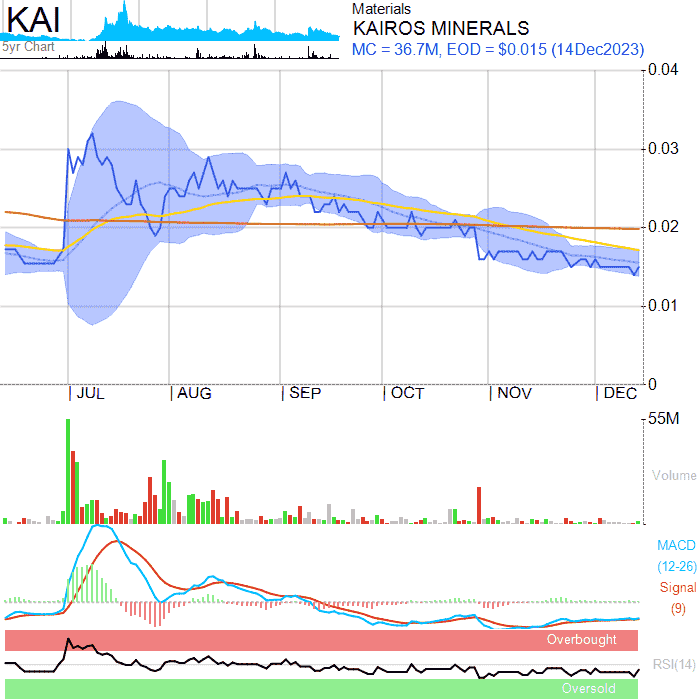 KAI
5yr Chart
Materials
KAIROS MINERALS
MC = 36.7M, EOD = $0.015 (14Dec2023)
0.04
0.03
0.02
0.01
0
| JUL | AUG | SEP | OCT | NOV | DEC
55M
Volume
MACD
(12-26)
Signal
(9)
Overbought
RSI(14)
Oversold